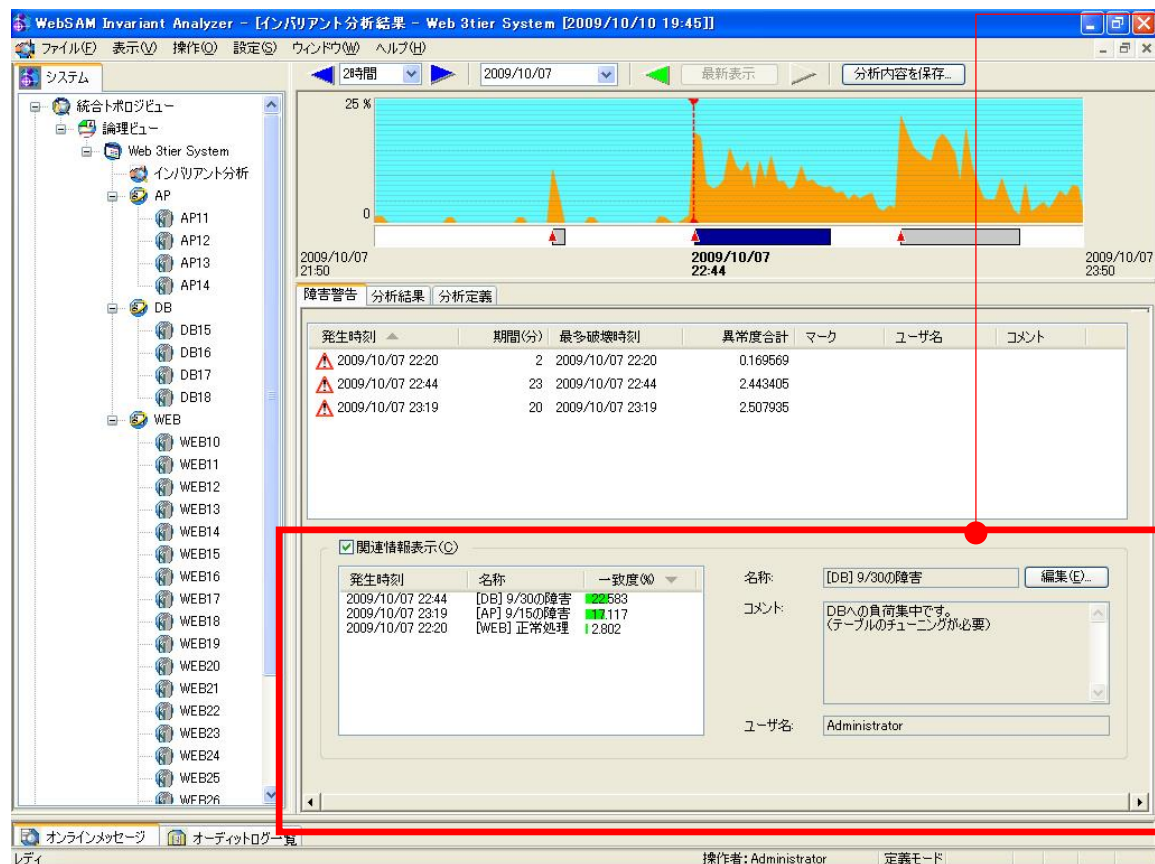 WebSAM Invariant Analyzer - [インバリアント分析結果 - Web 3tier System [2009/10/10 19:45]]
ファイル(F) 表示(V) 操作(O) 設定(S) ウィンドウ(W) ヘルプ(H)
システム
2時間
2009/10/07
最新表示
分析内容を保存...
統合トポロジビュー
論理ビュー
Web 3tier System
インバリアント分析
AP
AP11
AP12
AP13
AP14
DB
DB15
DB16
DB17
DB18
WEB
WEB10
WEB11
WEB12
WEB13
WEB14
WEB15
WEB16
WEB17
WEB18
WEB19
WEB20
WEB21
WEB22
WEB23
WEB24
WEB25
WEB26
25 %
0
2009/10/07 2009/10/07 2009/10/07
21:50 22:44 23:50
障害警告 分析結果 分析定義
発生時刻 期間(分) 最多破壊時刻 異常度合計 マーク ユーザ名 コメント
2009/10/07 22:20 2 2009/10/07 22:20 0.169569
2009/10/07 22:44 23 2009/10/07 22:44 2.443405
2009/10/07 23:19 20 2009/10/07 23:19 2.507935
関連情報表示(C)
発生時刻 名称 一致度(%)
2009/10/07 22:44 [DB] 9/30の障害 22.583
2009/10/07 23:19 [AP] 9/15の障害 17.117
2009/10/07 22:20 [WEB] 正常処理 2.802
名称: [DB] 9/30の障害 編集(E)...
コメント: DBへの負荷集中です。
(テーブルのチューニングが必要)
ユーザ名: Administrator
オンラインメッセージ オーディットログ一覧
レディ 操作者: Administrator 定義モード